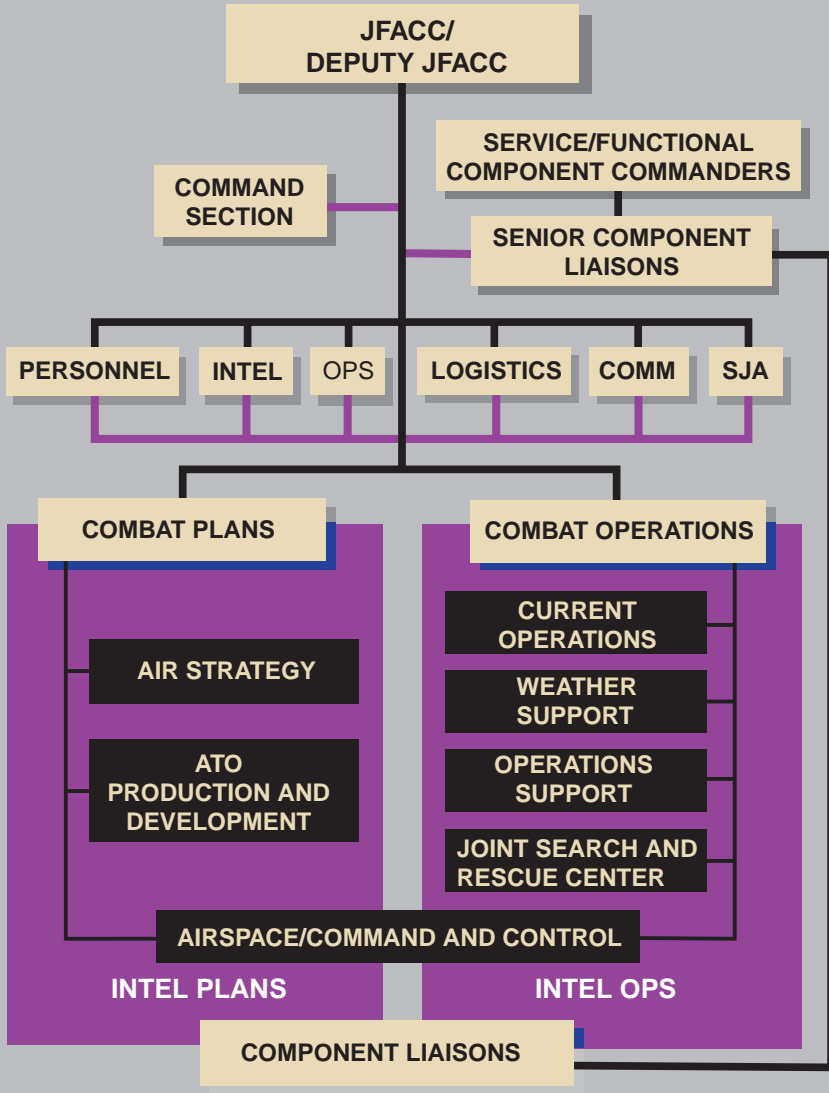 JFACC/
DEPUTY JFACC
SERVICE/FUNCTIONAL
COMPONENT COMMANDERS
COMMAND
SECTION
SENIOR COMPONENT
LIAISONS
PERSONNEL
INTEL
OPS
LOGISTICS
COMM
SJA
COMBAT PLANS
AIR STRATEGY
ATO
PRODUCTION AND
DEVELOPMENT
COMBAT OPERATIONS
CURRENT
OPERATIONS
WEATHER
SUPPORT
OPERATIONS
SUPPORT
JOINT SEARCH AND
RESCUE CENTER
AIRSPACE/COMMAND AND CONTROL
INTEL PLANS
INTEL OPS
COMPONENT LIAISONS